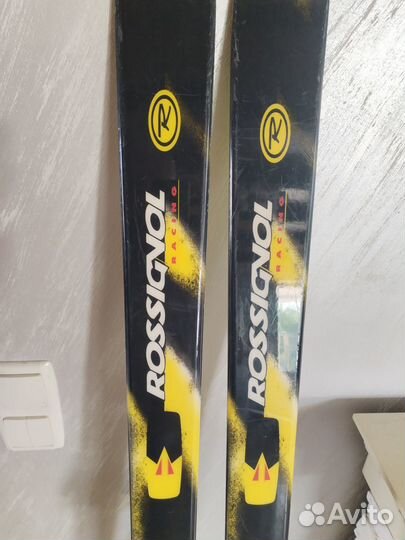 R
ROSSIGNOL
RACING
R
ROSSIGNOL
RACING
Avito